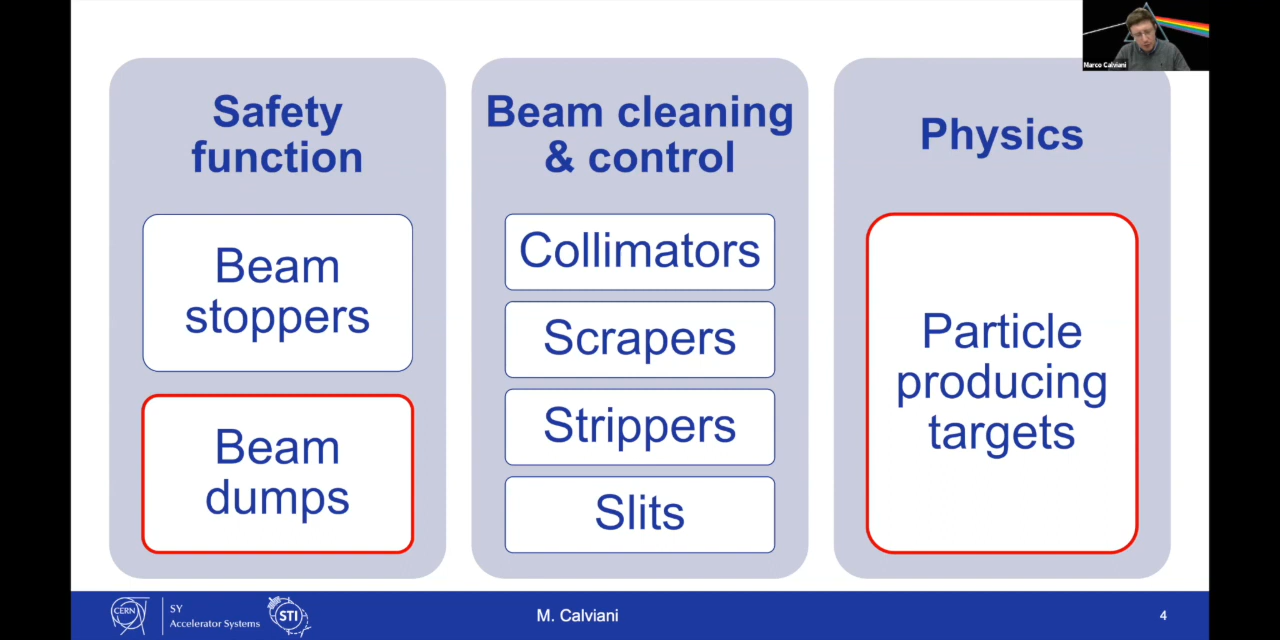 Marco Calviani
Safety
function
Beam
stoppers
Beam
dumps
Beam cleaning
& control
Collimators
Scrapers
Strippers
Slits
Physics
Particle
producing
targets
CERN
SY
Accelerator Systems
STI
M. Calviani
4